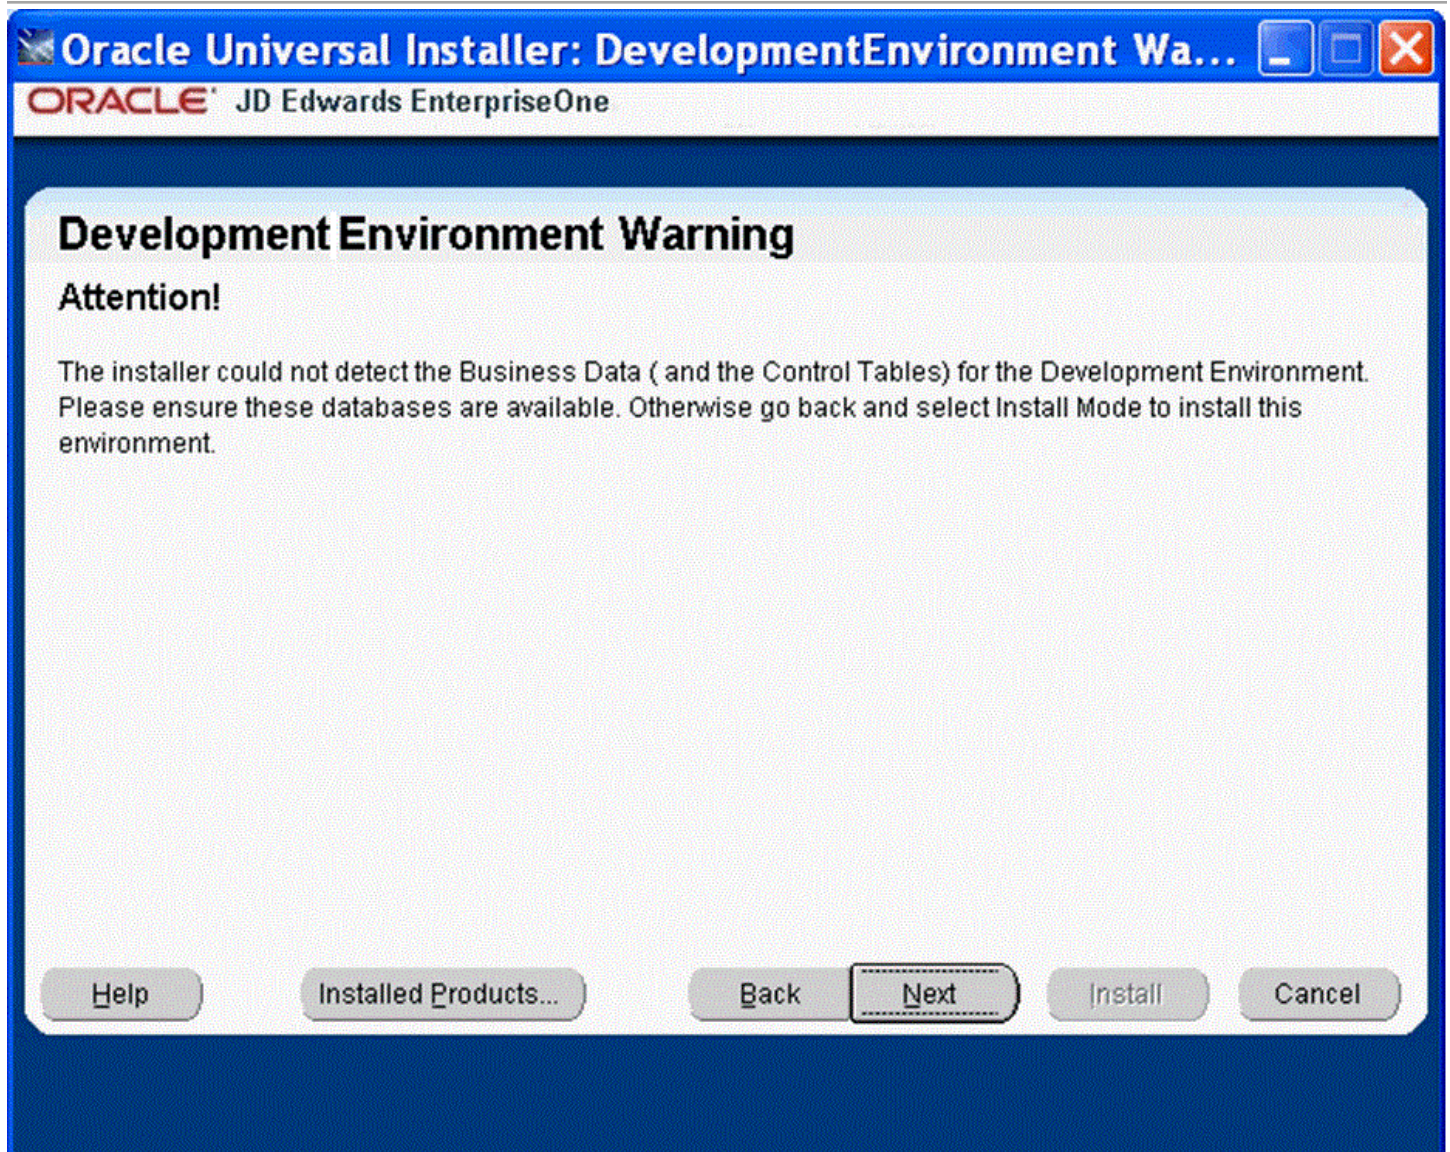 Oracle Universal Installer: DevelopmentEnvironment Wa...
ORACLE JD Edwards EnterpriseOne
Development Environment Warning
Attention!
The installer could not detect the Business Data ( and the Control Tables) for the Development Environment.
Please ensure these databases are available. Otherwise go back and select Install Mode to install this
environment.
Help Installed Products... Back Next Install Cancel